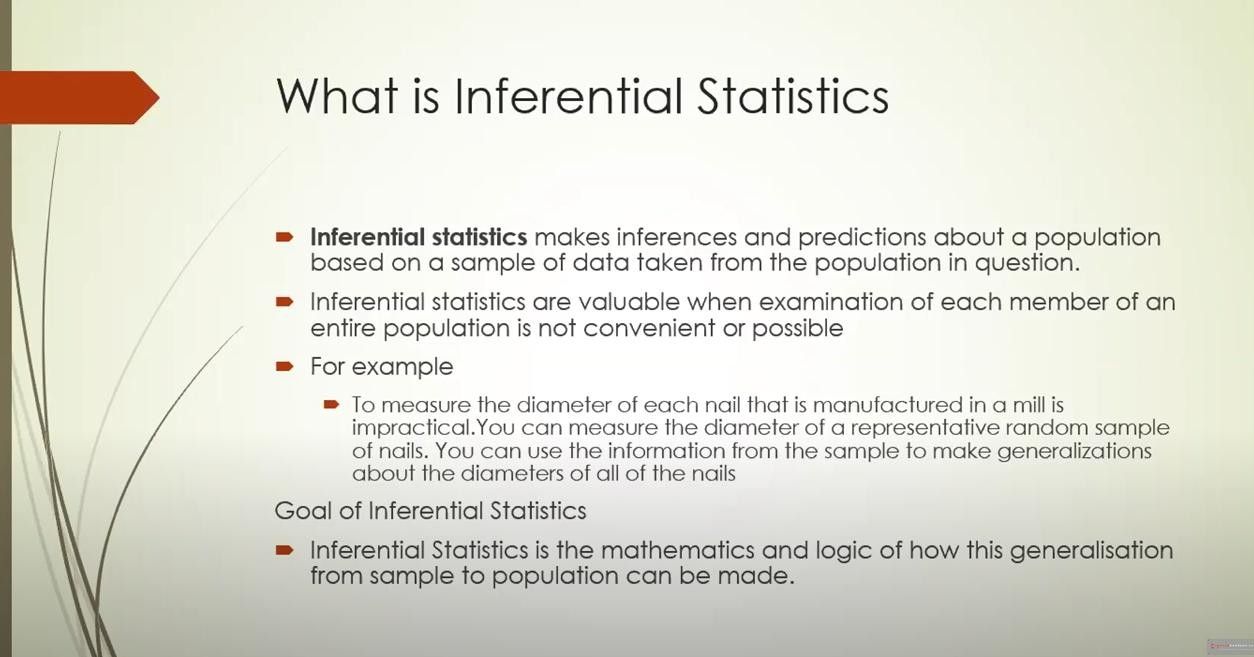 What is Inferential Statistics
Inferential statistics makes inferences and predictions about a population
based on a sample of data taken from the population in question.
Inferential statistics are valuable when examination of each member of an
entire population is not convenient or possible
For example
To measure the diameter of each nail that is manufactured in a mill is
impractical.You can measure the diameter of a representative random sample
of nails. You can use the information from the sample to make generalizations
about the diameters of all of the nails
Goal of Inferential Statistics
Inferential Statistics is the mathematics and logic of how this generalisation
from sample to population can be made.